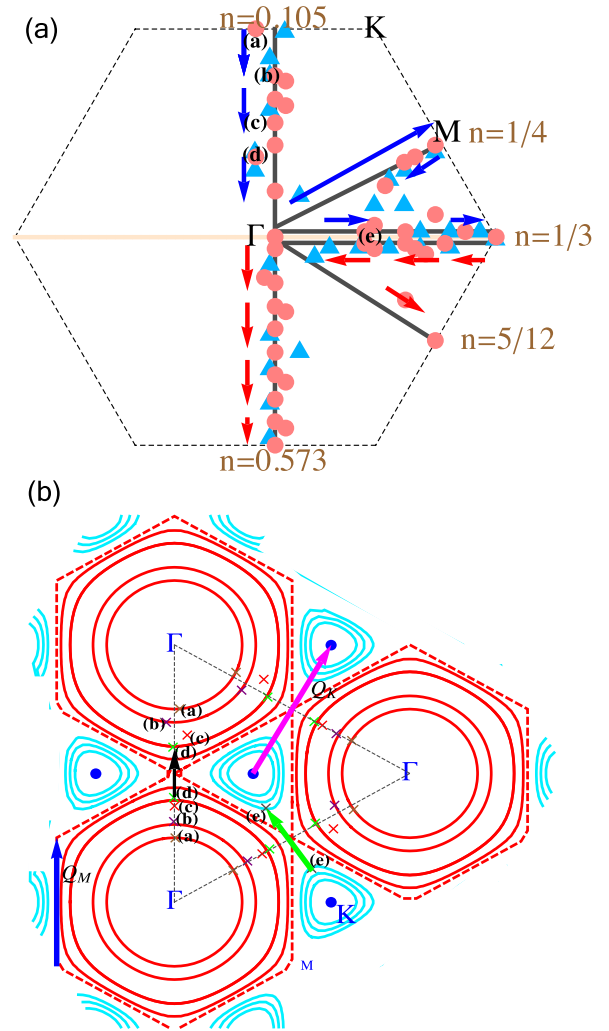 (a)
n=0.105
K
(a)
(b)
(c)
(d)
M
n=1/4
Γ
(e)
n=1/3
n=5/12
n=0.573
(b)
Γ
Q_K
(a)
(b)
(c)
(d)
Γ
(d)
(c)
(b)
(a)
(e)
(e)
Q_M
Γ
K
M